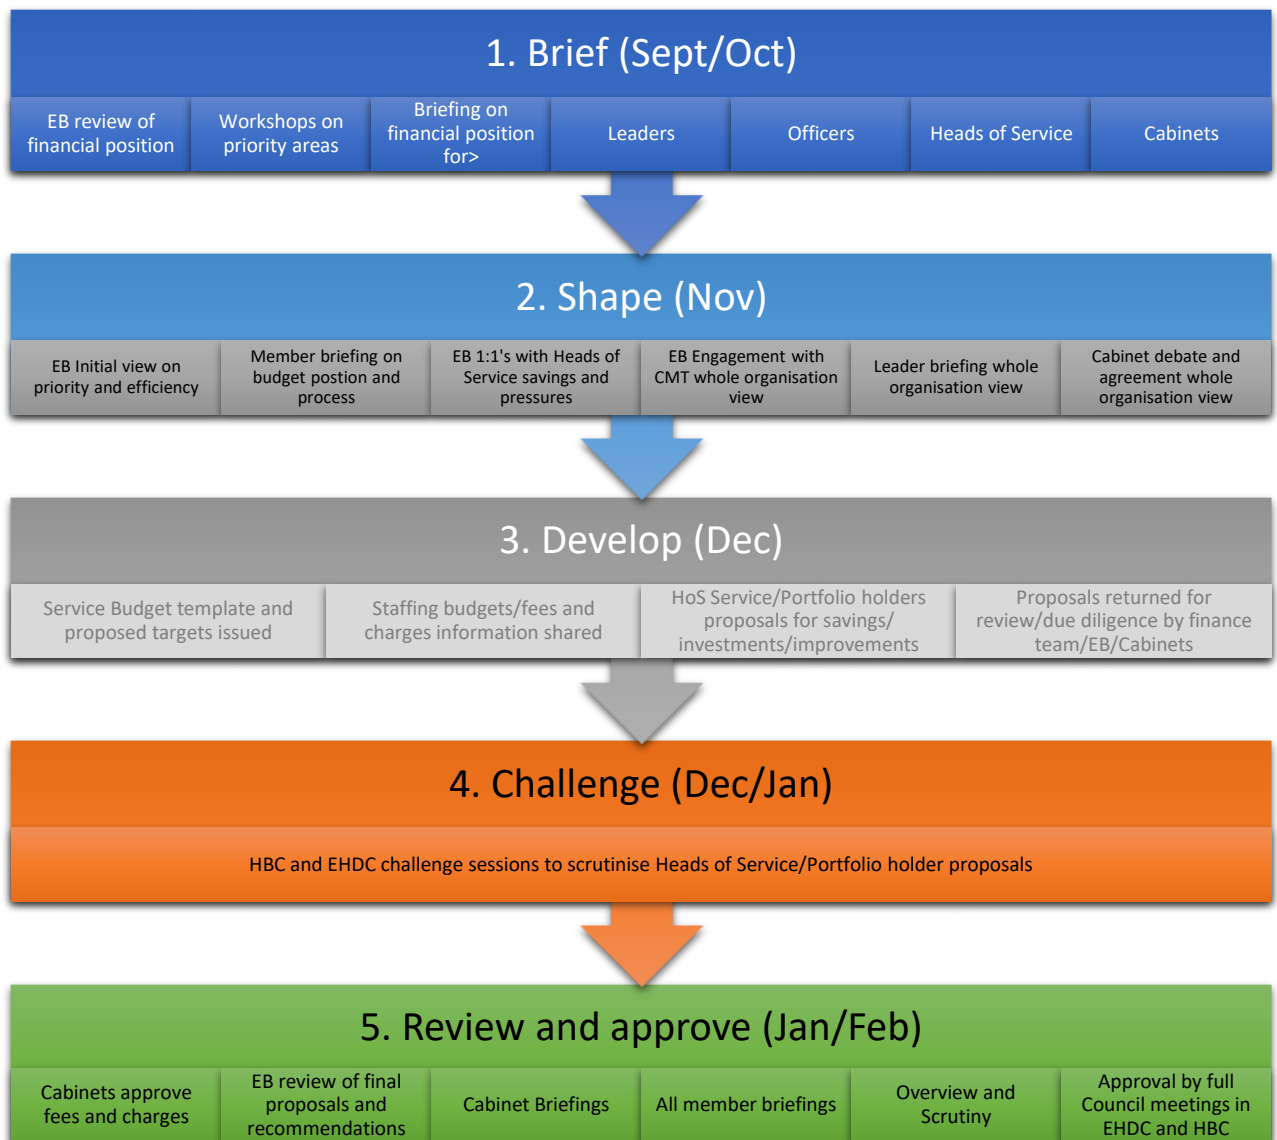 1. Brief (Sept/Oct)
EB review of
financial position
Workshops on
priority areas
Briefing on
financial position
for>
Leaders
Officers
Heads of Service
Cabinets
2. Shape (Nov)
EB Initial view on
priority and efficiency
Member briefing on
budget postion and
process
EB 1:1's with Heads of
Service savings and
pressures
EB Engagement with
CMT whole organisation
view
Leader briefing whole
organisation view
Cabinet debate and
agreement whole
organisation view
3. Develop (Dec)
Service Budget template and
proposed targets issued
Staffing budgets/fees and
charges information shared
HoS Service/Portfolio holders
proposals for savings/
investments/improvements
Proposals returned for
review/due diligence by finance
team/EB/Cabinets
4. Challenge (Dec/Jan)
HBC and EHDC challenge sessions to scrutinise Heads of Service/Portfolio holder proposals
5. Review and approve (Jan/Feb)
Cabinets approve
fees and charges
EB review of final
proposals and
recommendations
Cabinet Briefings
All member briefings
Overview and
Scrutiny
Approval by full
Council meetings in
EHDC and HBC